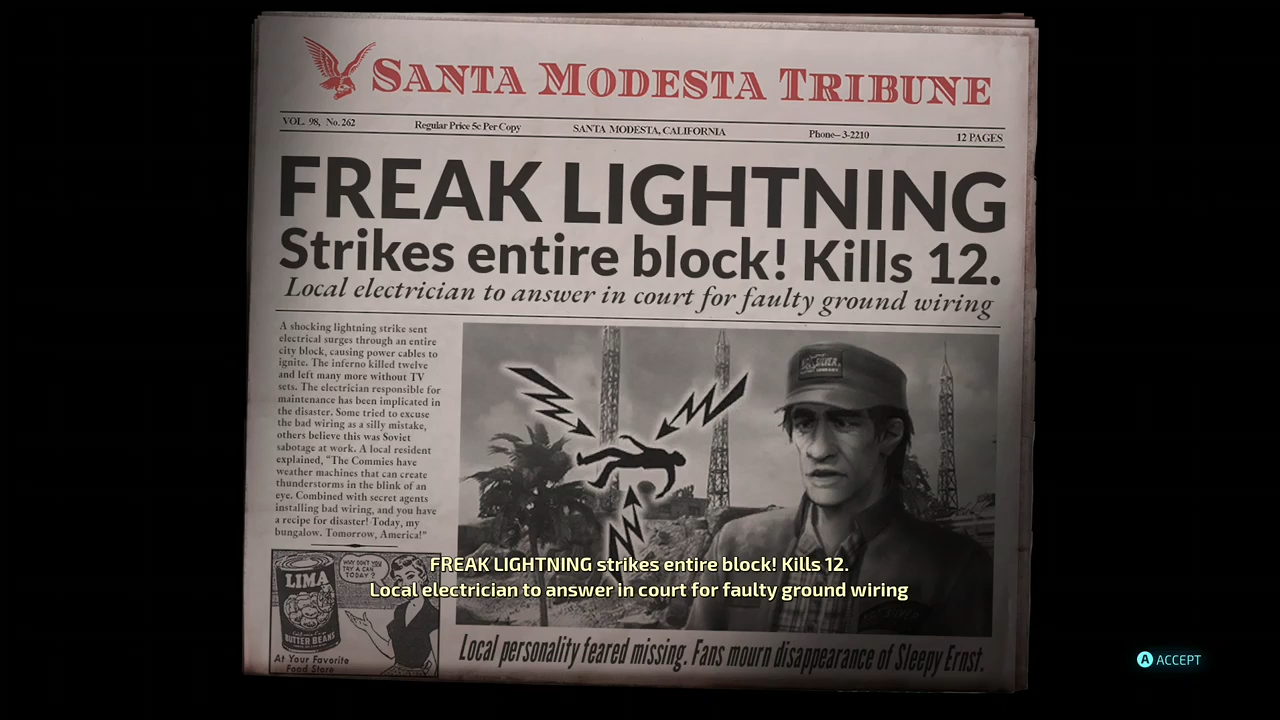 SANTA MODESTA TRIBUNE
VOL. 98, No. 262
Regular Price 5c Per Copy
SANTA MODESTA, CALIFORNIA
Phone– 3-2210
12 PAGES
FREAK LIGHTNING
Strikes entire block! Kills 12.
Local electrician to answer in court for faulty ground wiring
A shocking lightning strike sent
electrical surges through an entire
city block, causing power cables to
ignite. The inferno killed twelve
and left many more without TV
sets. The electrician responsible for
maintenance has been implicated in
the disaster. Some tried to excuse
the bad wiring as a silly mistake,
others believe this was Soviet
sabotage at work. A local resident
explained, “The Commies have
weather machines that can create
thunderstorms in the blink of an
eye. Combined with secret agents
installing bad wiring, and you have
a recipe for disaster! Today, my
bungalow. Tomorrow, America!”
WHY DON'T YOU
TRY A CAN
TODAY?
LIMA
BUTTER BEANS
At Your Favorite
Food Store
FREAK LIGHTNING strikes entire block! Kills 12.
Local electrician to answer in court for faulty ground wiring
Local personality feared missing. Fans mourn disappearance of Sleepy Ernst.
A ACCEPT